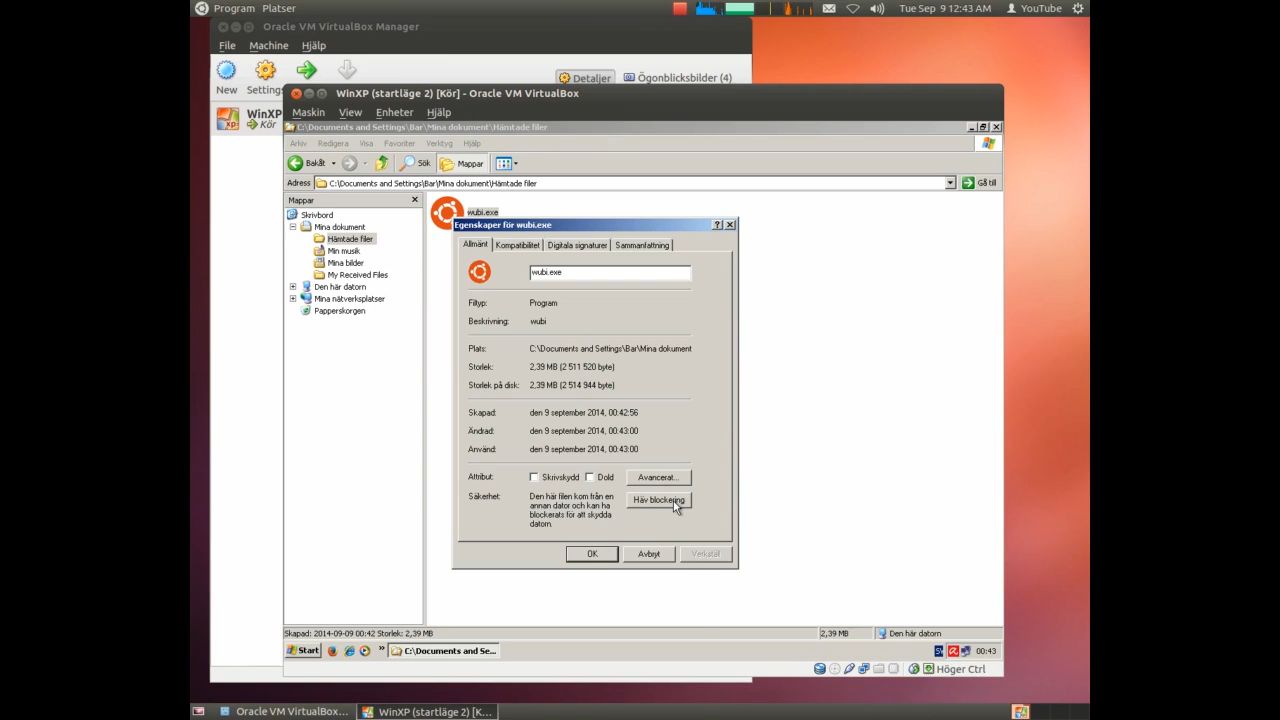 Program Platser
Tue Sep 9 12:43 AM YouTube
Oracle VM VirtualBox Manager
File Machine Hjälp
New Settings
Detaljer Ögonblicksbilder (4)
WinXP
Kör
WinXP (startläge 2) [Kör] - Oracle VM VirtualBox
Maskin View Enheter Hjälp
C:\Documents and Settings\Bar\Mina dokument\Hämtade filer
Arkiv Redigera Visa Favoriter Verktyg Hjälp
Bakåt Sök Mappar
Adress C:\Documents and Settings\Bar\Mina dokument\Hämtade filer Gå till
Mappar
Skrivbord
Mina dokument
Hämtade filer
Min musik
Mina bilder
My Received Files
Den här datorn
Mina nätverksplatser
Papperskorgen
wubi.exe
Egenskaper för wubi.exe
Allmänt Kompatibilitet Digitala signaturer Sammanfattning
wubi.exe
Filtyp: Program
Beskrivning: wubi
Plats: C:\Documents and Settings\Bar\Mina dokument
Storlek: 2,39 MB (2 511 520 byte)
Storlek på disk: 2,39 MB (2 514 944 byte)
Skapad: den 9 september 2014, 00:42:56
Ändrad: den 9 september 2014, 00:43:00
Använd: den 9 september 2014, 00:43:00
Attribut: Skrivskydd Dold Avancerat...
Säkerhet: Den här filen kom från en
annan dator och kan ha
blockerats för att skydda
datorn.
Häv blockering
OK Avbryt Verkställ
Skapad: 2014-09-09 00:42 Storlek: 2,39 MB 2,39 MB Den här datorn
Start » C:\Documents and Se... SV 00:43
Höger Ctrl
Oracle VM VirtualBox... WinXP (startläge 2) [K...